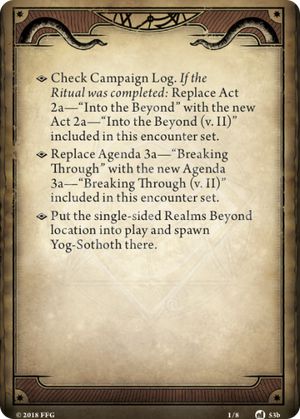 Check Campaign Log. If the
Ritual was completed: Replace Act
2a—“Into the Beyond” with the new
Act 2a—“Into the Beyond (v. II)”
included in this encounter set.
Replace Agenda 3a—“Breaking
Through” with the new Agenda
3a—“Breaking Through (v. II)”
included in this encounter set.
Put the single-sided Realms Beyond
location into play and spawn
Yog-Sothoth there.
© 2018 FFG
1/8
53b